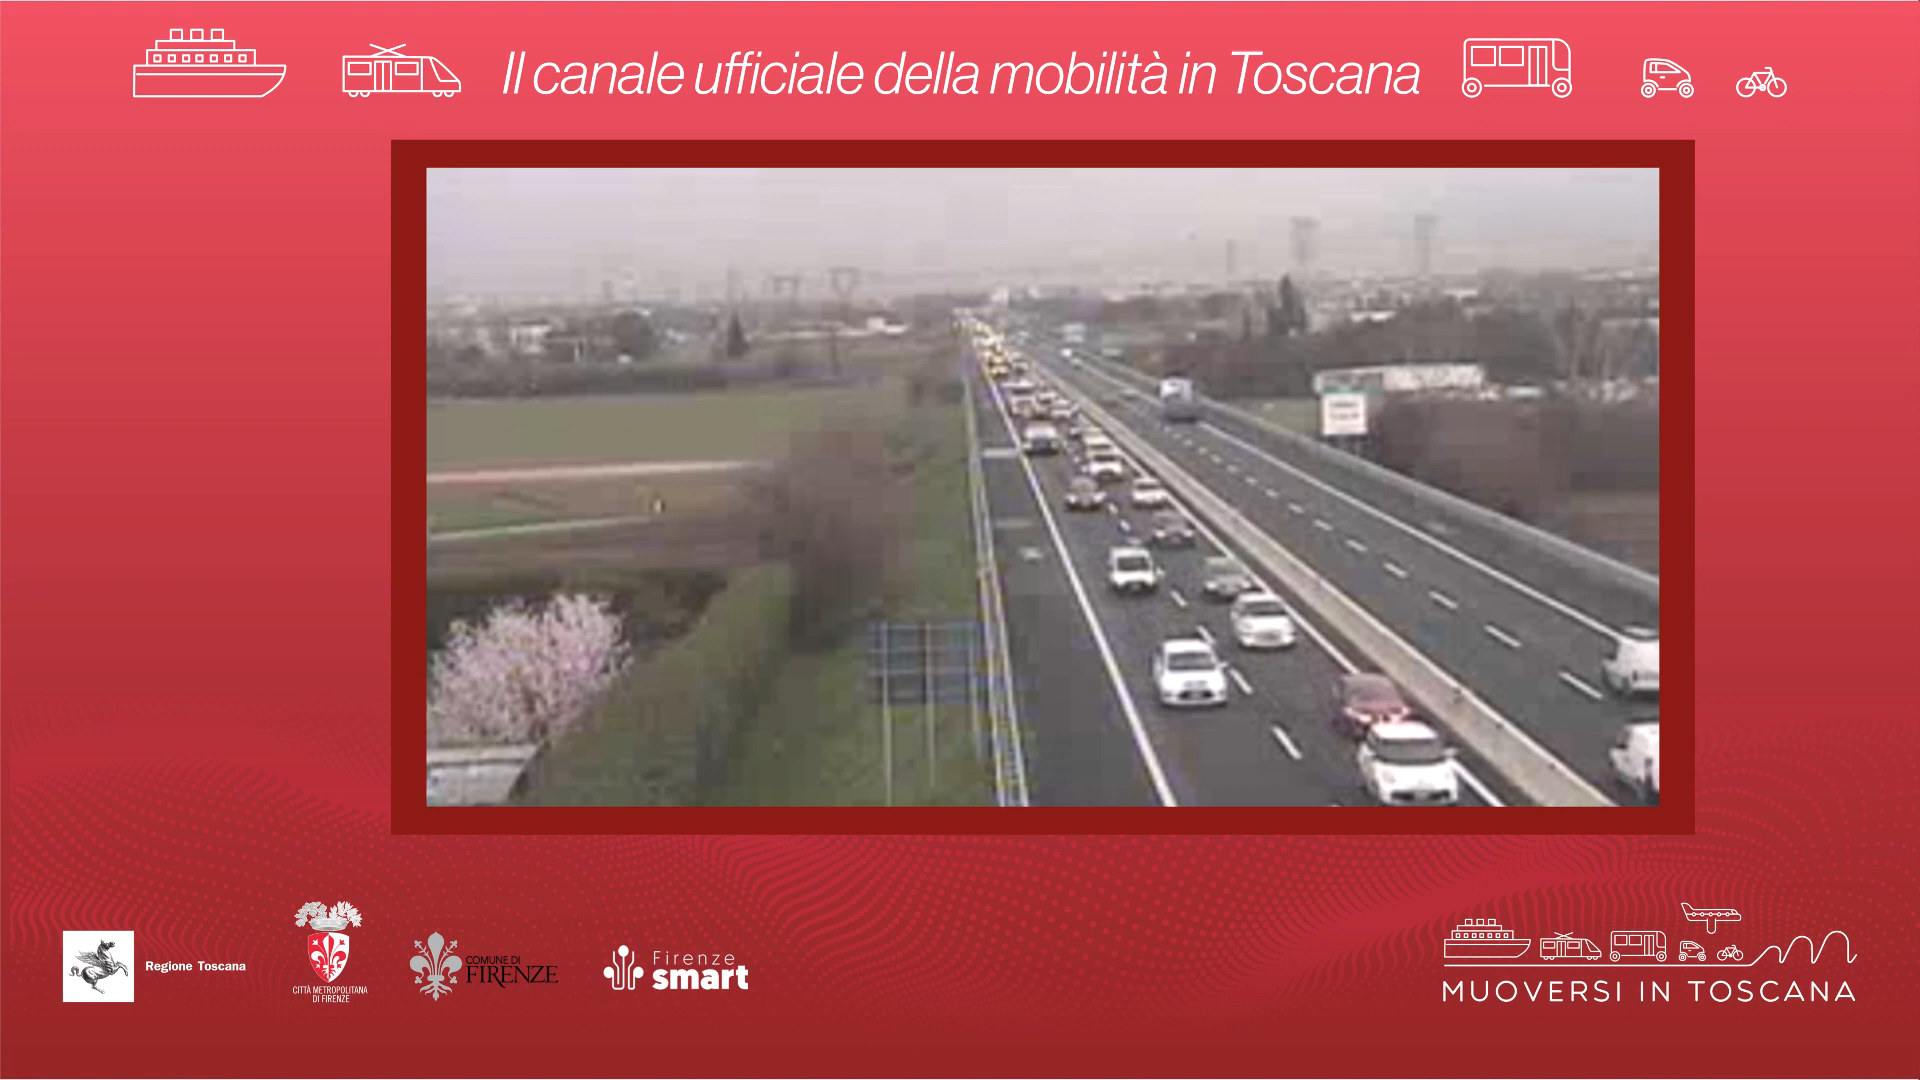 Il canale ufficiale della mobilità in Toscana
Regione Toscana
CITTÀ METROPOLITANA
DI FIRENZE
COMUNE DI
FIRENZE
Firenze
smart
MUOVERSI IN TOSCANA